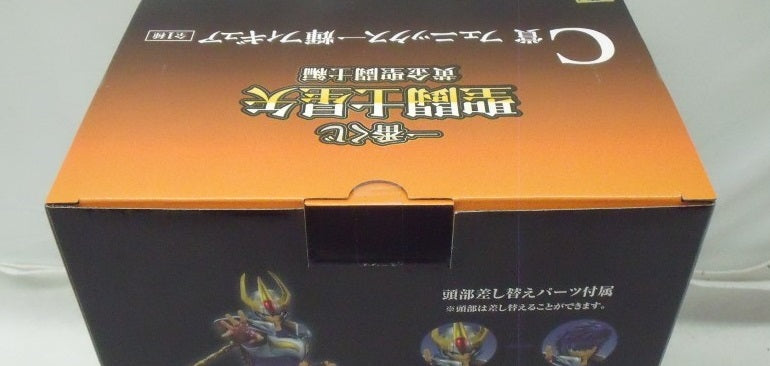 一番くじ
聖闘士星矢
黄金聖闘士編
C賞 フェニックス一輝フィギュア 全1種
頭部差し替えパーツ付属
※頭部は差し替えることができます。